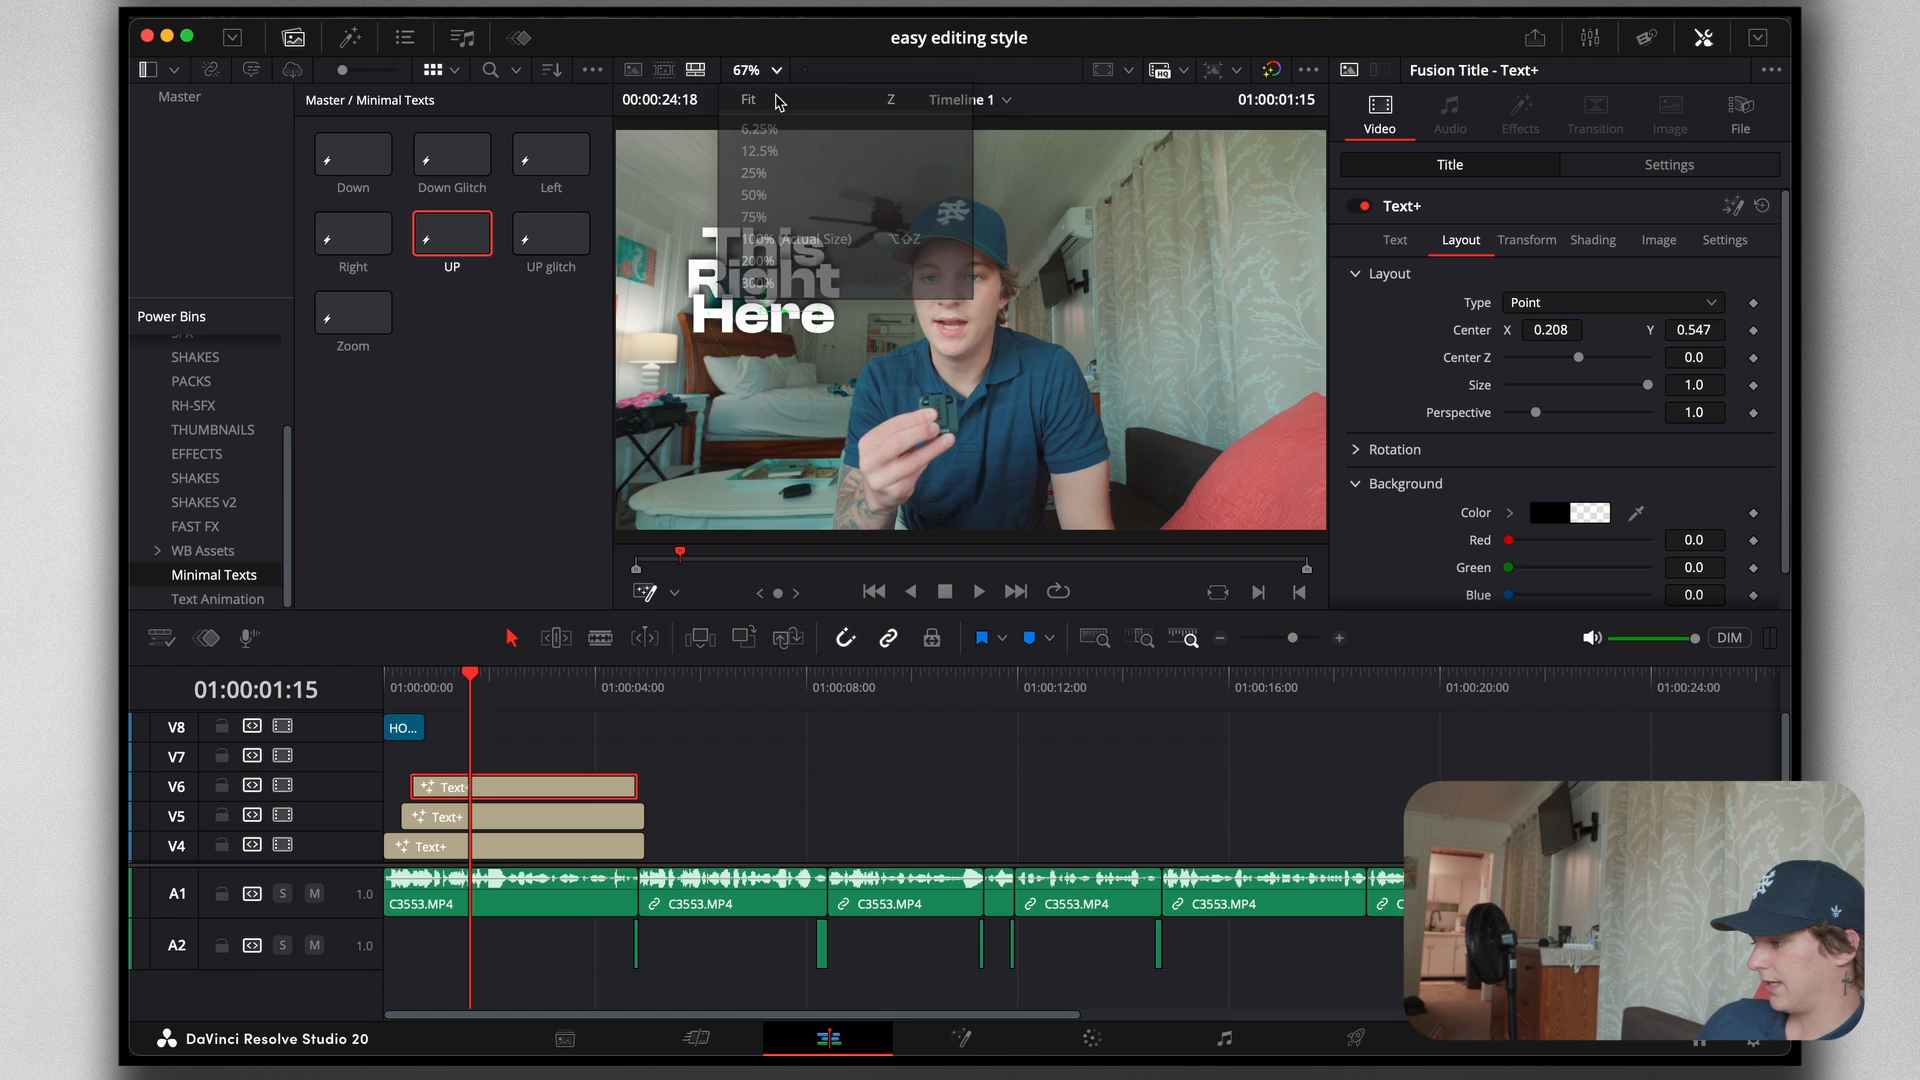 easy editing style
67%
Fusion Title - Text+
Master
Master / Minimal Texts
00:00:24:18
Fit
Z
Timeline 1
01:00:01:15
Video
Audio
Effects
Transition
Image
File
6.25%
12.5%
25%
50%
75%
100% (Actual Size)
⌥⇧Z
200%
300%
Down
Down Glitch
Left
Right
UP
UP glitch
Zoom
This
Right
Here
Title
Settings
Text+
Text
Layout
Transform
Shading
Image
Settings
Layout
Type
Point
Center
X
0.208
Y
0.547
Center Z
0.0
Size
1.0
Perspective
1.0
Rotation
Background
Color
Red
0.0
Green
0.0
Blue
0.0
Power Bins
SHAKES
PACKS
RH-SFX
THUMBNAILS
EFFECTS
SHAKES
SHAKES v2
FAST FX
WB Assets
Minimal Texts
Text Animation
DIM
01:00:01:15
01:00:00:00
01:00:04:00
01:00:08:00
01:00:12:00
01:00:16:00
01:00:20:00
01:00:24:00
V8
HO...
V7
V6
Text
V5
Text+
V4
Text+
A1
S
M
1.0
C3553.MP4
C3553.MP4
C3553.MP4
C3553.MP4
C3553.MP4
C
A2
S
M
1.0
DaVinci Resolve Studio 20